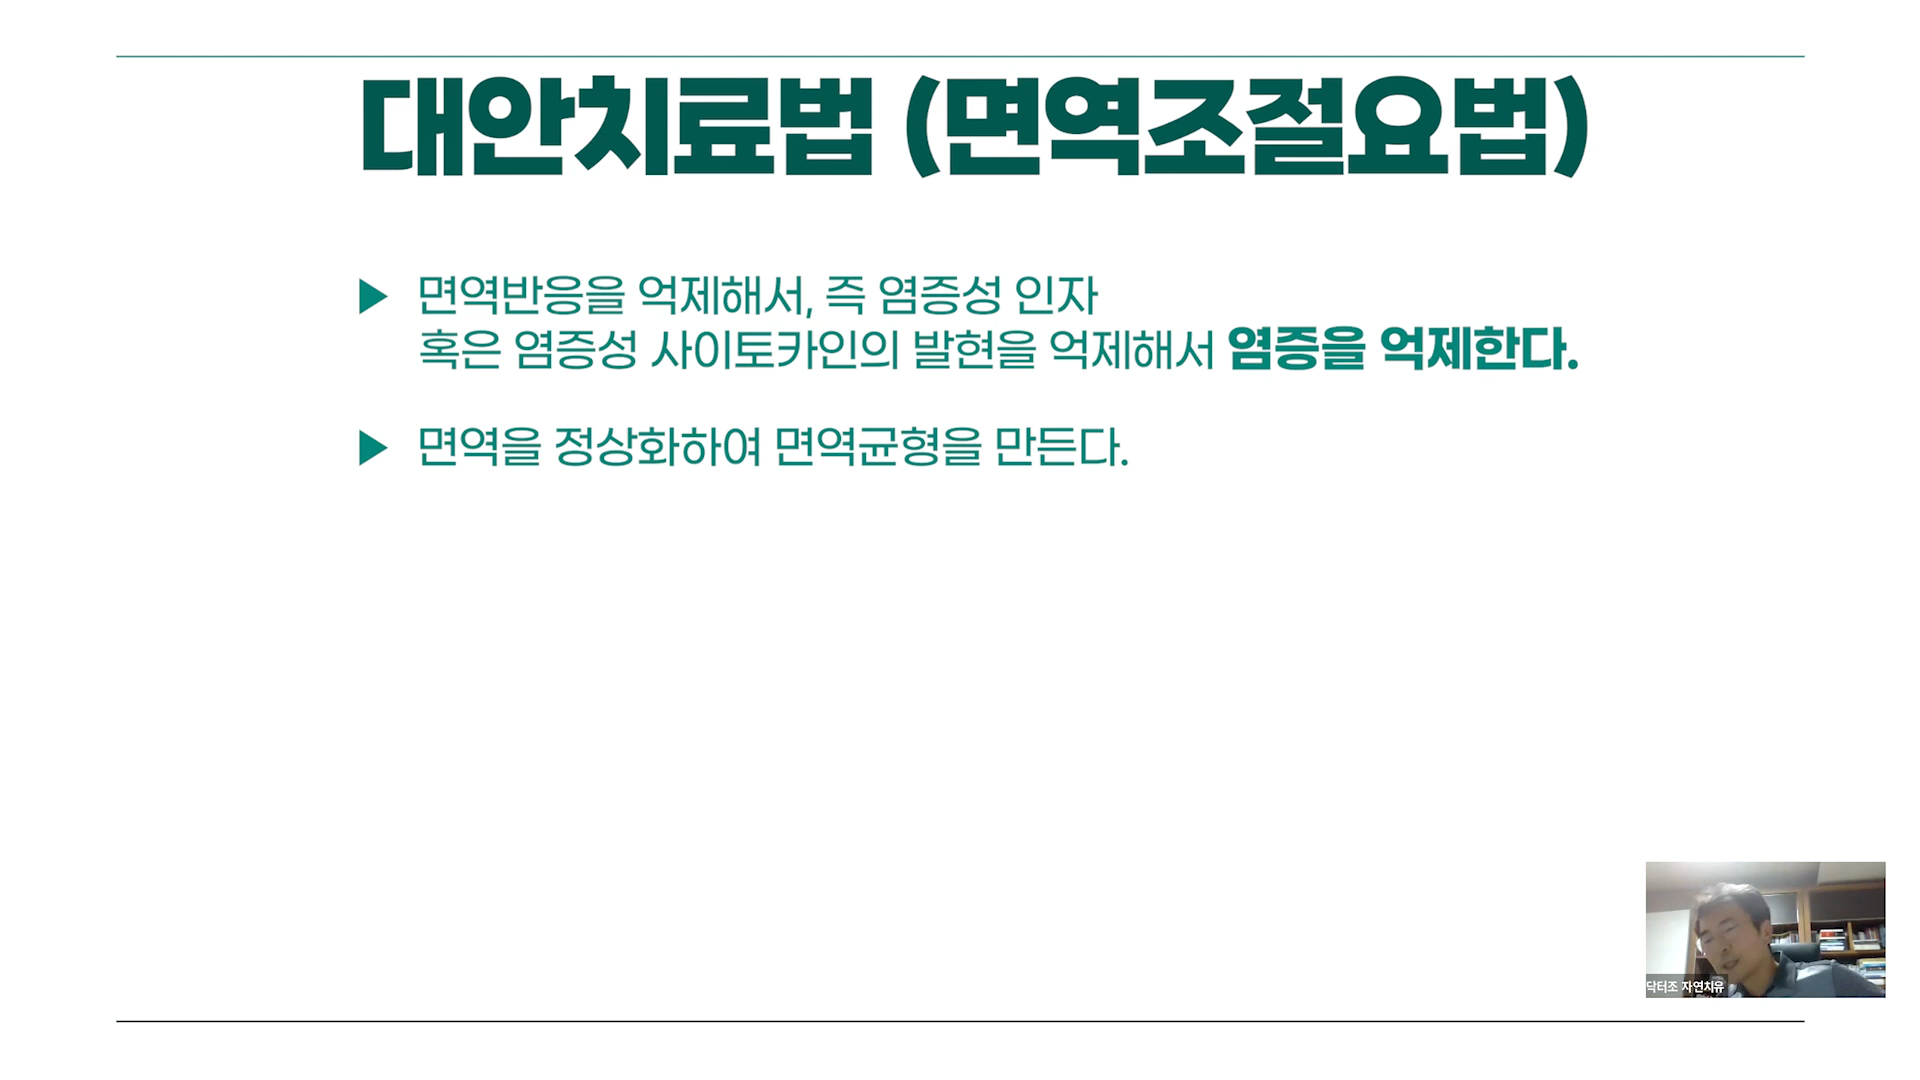 대안치료법 (면역조절요법)
▶ 면역반응을 억제해서, 즉 염증성 인자
혹은 염증성 사이토카인의 발현을 억제해서 염증을 억제한다.
▶ 면역을 정상화하여 면역균형을 만든다.
닥터조 자연치유